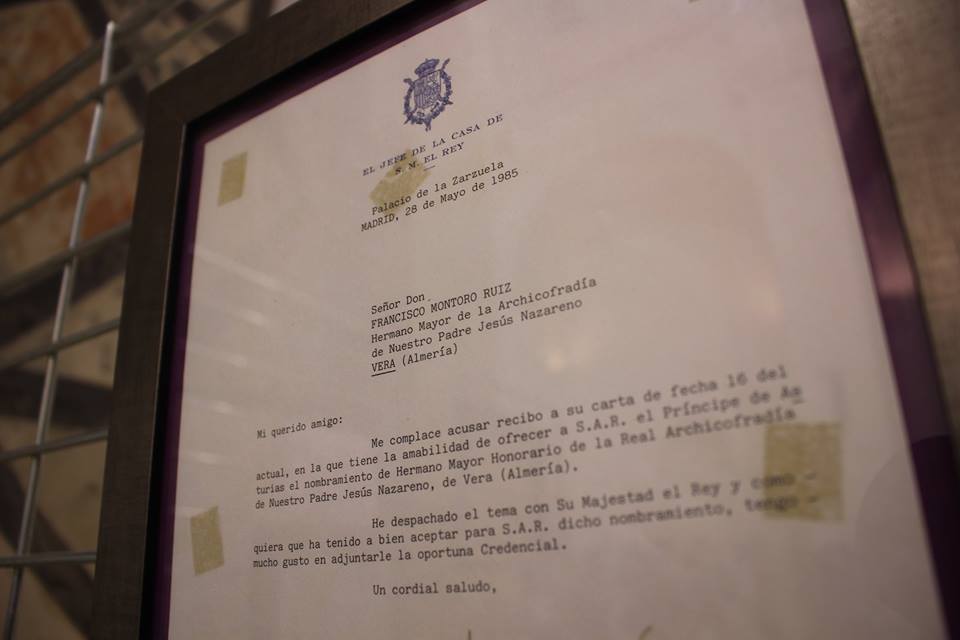 EL JEFE DE LA CASA DE
S. M. EL REY
Palacio de la Zarzuela
MADRID, 28 de Mayo de 1985
Señor Don
FRANCISCO MONTORO RUIZ
Hermano Mayor de la Archicofradía
de Nuestro Padre Jesús Nazareno
VERA (Almería)
Mi querido amigo:
Me complace acusar recibo a su carta de fecha 16 del
actual, en la que tiene la amabilidad de ofrecer a S.A.R. el Príncipe de As
turias el nombramiento de Hermano Mayor Honorario de la Real Archicofradía
de Nuestro Padre Jesús Nazareno, de Vera (Almería).
He despachado el tema con Su Majestad el Rey y como -
quiera que ha tenido a bien aceptar para S.A.R. dicho nombramiento, tengo -
mucho gusto en adjuntarle la oportuna Credencial.
Un cordial saludo,